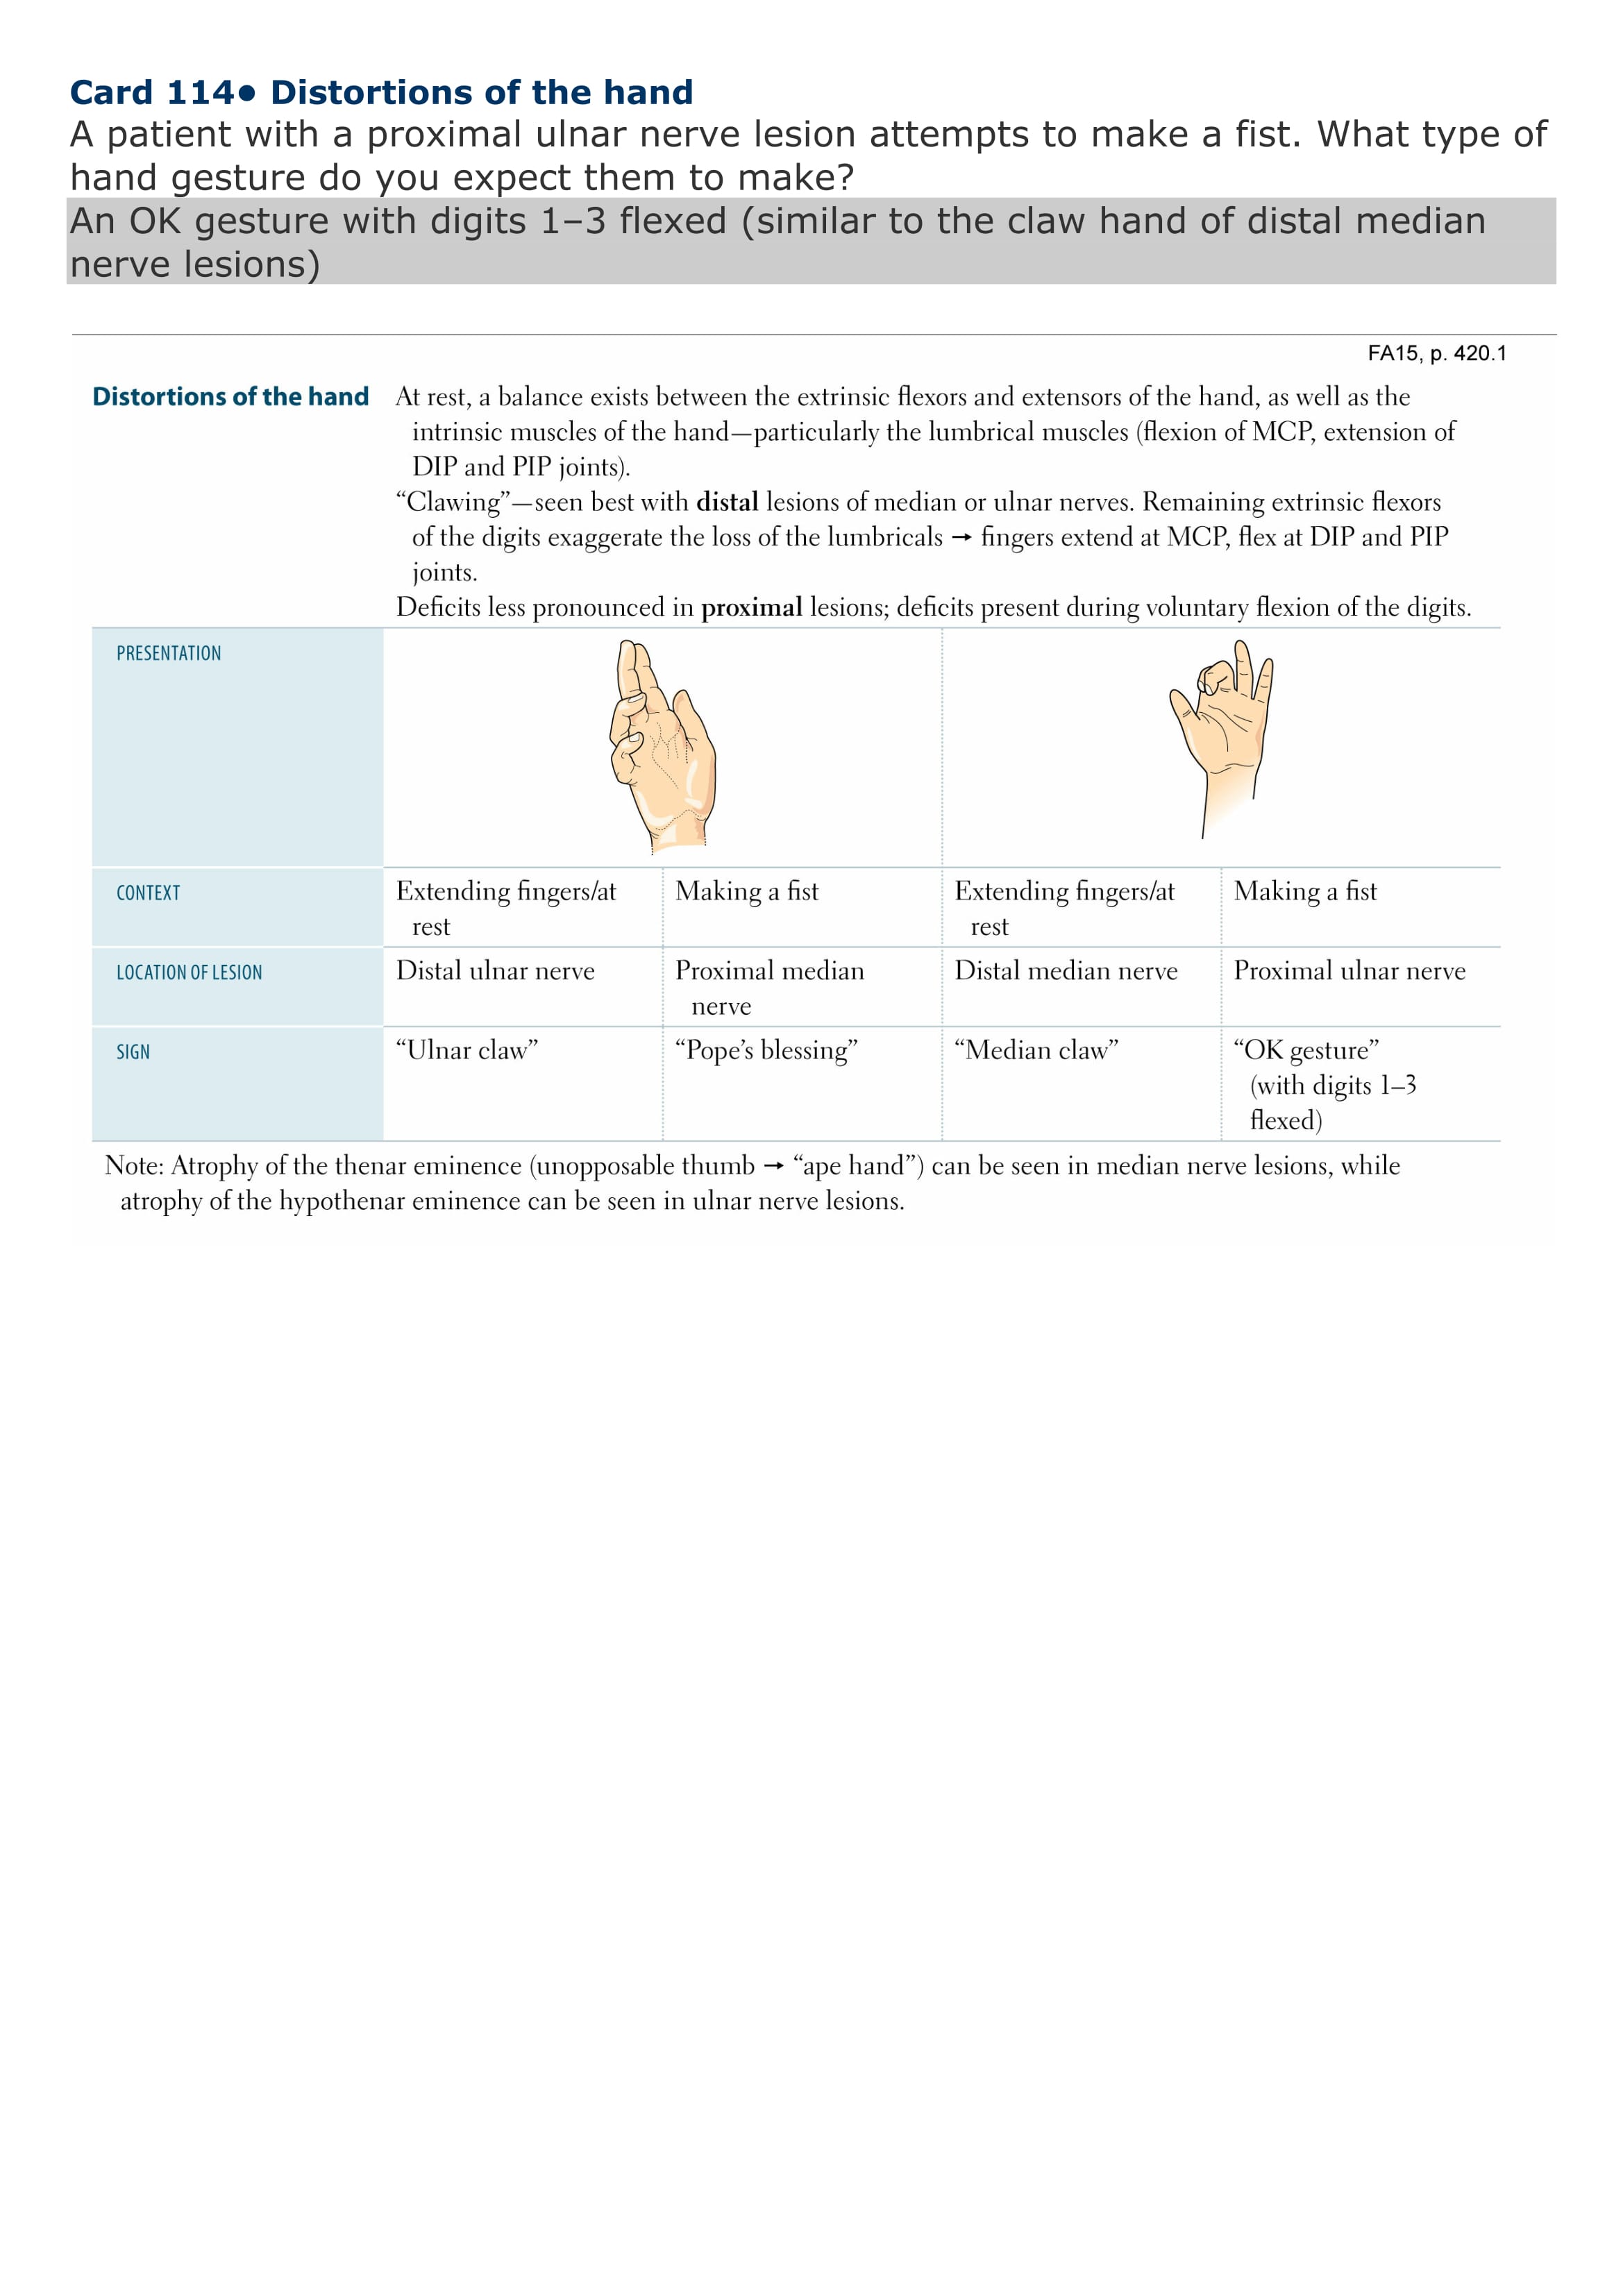 Card 114● Distortions of the hand
A patient with a proximal ulnar nerve lesion attempts to make a fist. What type of
hand gesture do you expect them to make?
An OK gesture with digits 1–3 flexed (similar to the claw hand of distal median
nerve lesions)
FA15, p. 420.1
Distortions of the hand
At rest, a balance exists between the extrinsic flexors and extensors of the hand, as well as the
intrinsic muscles of the hand—particularly the lumbrical muscles (flexion of MCP, extension of
DIP and PIP joints).
“Clawing”—seen best with distal lesions of median or ulnar nerves. Remaining extrinsic flexors
of the digits exaggerate the loss of the lumbricals → fingers extend at MCP, flex at DIP and PIP
joints.
Deficits less pronounced in proximal lesions; deficits present during voluntary flexion of the digits.
PRESENTATION
CONTEXT
Extending fingers/at
rest
Making a fist
Extending fingers/at
rest
Making a fist
LOCATION OF LESION
Distal ulnar nerve
Proximal median
nerve
Distal median nerve
Proximal ulnar nerve
SIGN
“Ulnar claw”
“Pope’s blessing”
“Median claw”
“OK gesture”
(with digits 1–3
flexed)
Note: Atrophy of the thenar eminence (unopposable thumb → “ape hand”) can be seen in median nerve lesions, while
atrophy of the hypothenar eminence can be seen in ulnar nerve lesions.